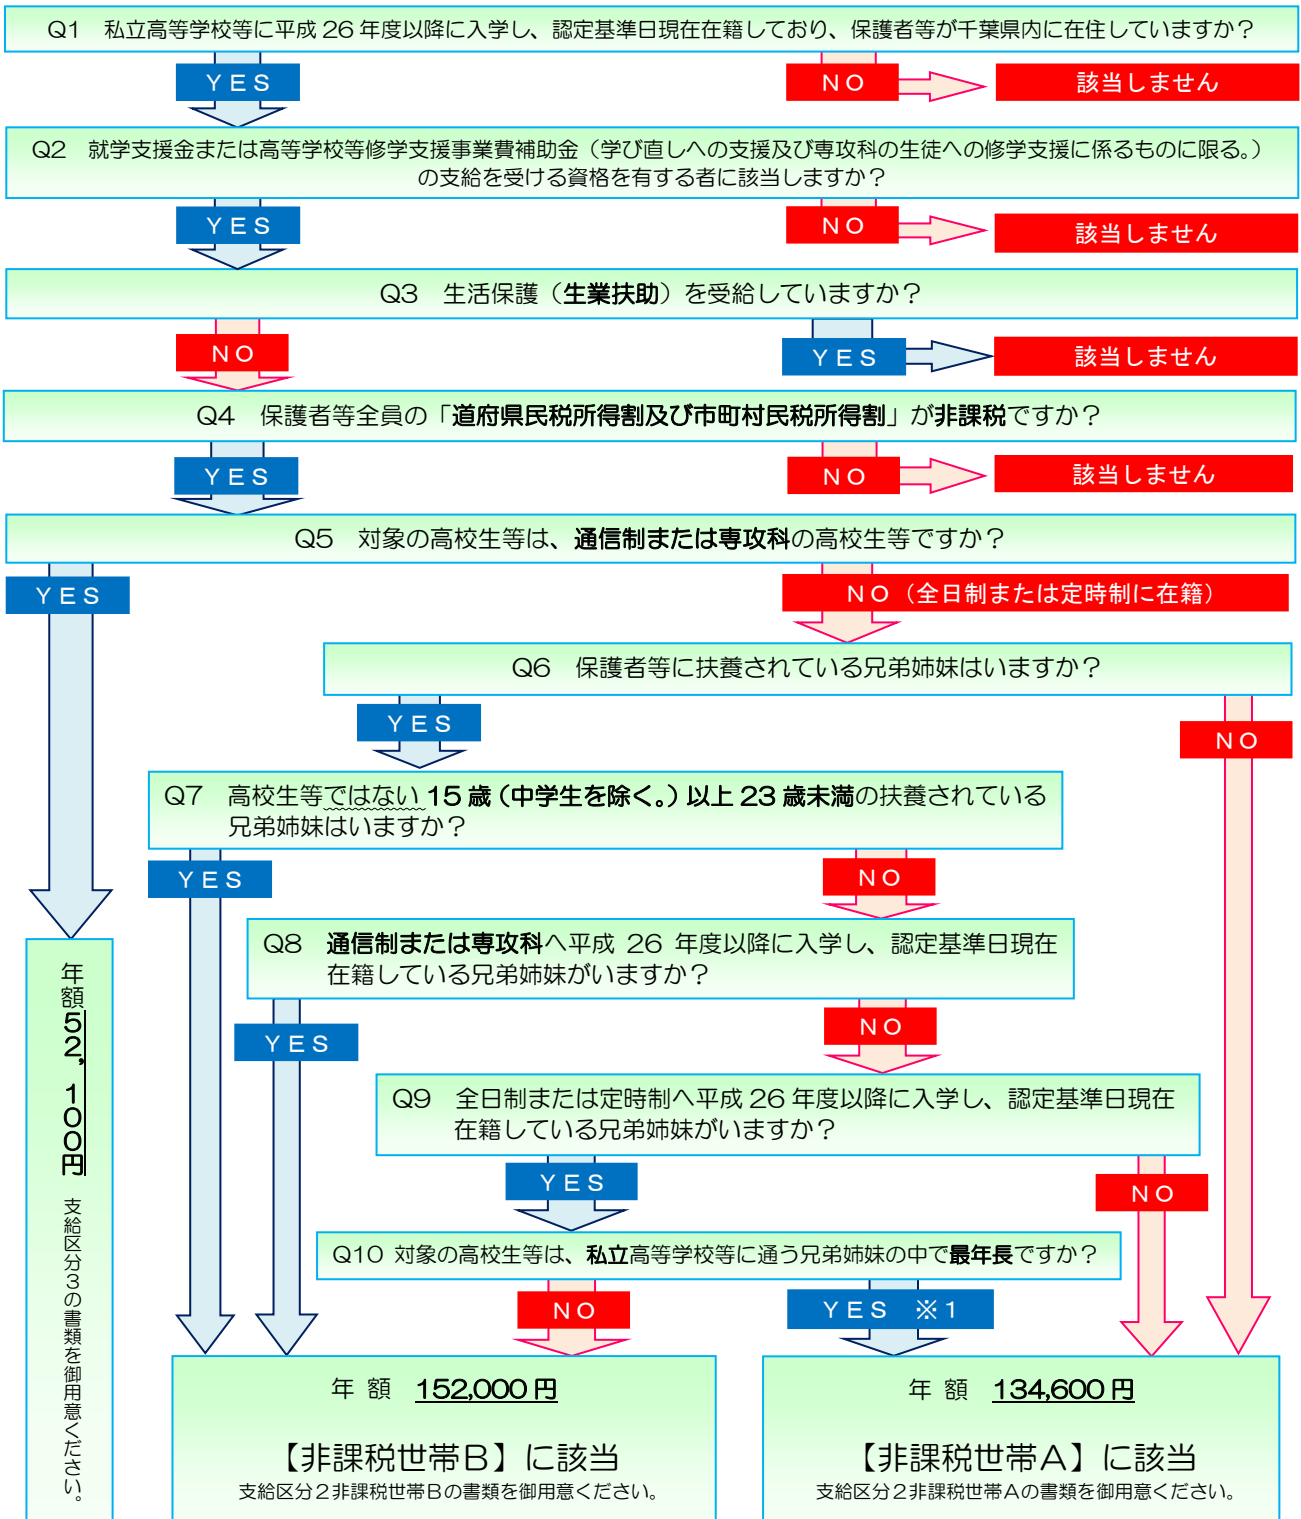 Q1　私立高等学校等に平成 26 年度以降に入学し、認定基準日現在在籍しており、保護者等が千葉県内に在住していますか？
ＹＥＳ
ＮＯ
該当しません
Q2　就学支援金または高等学校等修学支援事業費補助金（学び直しへの支援及び専攻科の生徒への修学支援に係るものに限る。）
の支給を受ける資格を有する者に該当しますか？
ＹＥＳ
ＮＯ
該当しません
Q3　生活保護（生業扶助）を受給していますか？
ＮＯ
ＹＥＳ
該当しません
Q4　保護者等全員の「道府県民税所得割及び市町村民税所得割」が非課税ですか？
ＹＥＳ
ＮＯ
該当しません
Q5　対象の高校生等は、通信制または専攻科の高校生等ですか？
ＹＥＳ
ＮＯ（全日制または定時制に在籍）
Q6　保護者等に扶養されている兄弟姉妹はいますか？
ＹＥＳ
ＮＯ
Q7　高校生等ではない 15 歳（中学生を除く。）以上 23 歳未満の扶養されている
兄弟姉妹はいますか？
ＹＥＳ
ＮＯ
Q8　通信制または専攻科へ平成 26 年度以降に入学し、認定基準日現在
在籍している兄弟姉妹がいますか？
ＹＥＳ
ＮＯ
Q9　全日制または定時制へ平成 26 年度以降に入学し、認定基準日現在
在籍している兄弟姉妹がいますか？
ＹＥＳ
ＮＯ
Q10 対象の高校生等は、私立高等学校等に通う兄弟姉妹の中で最年長ですか？
ＮＯ
ＹＥＳ　※１
年額５２，１００円　支給区分３の書類を御用意ください。
年 額　152,000 円
【非課税世帯Ｂ】に該当
支給区分２非課税世帯Ｂの書類を御用意ください。
年 額　134,600 円
【非課税世帯Ａ】に該当
支給区分２非課税世帯Ａの書類を御用意ください。